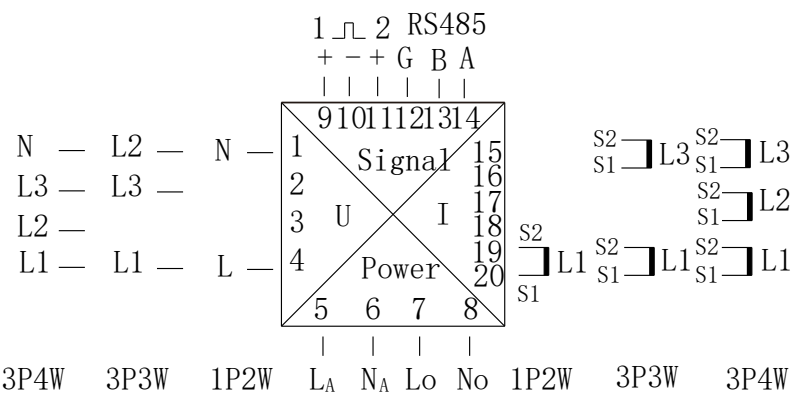 1 2 RS485
+ − + G B A
9 10 11 12 13 14
N L2 N 1 Signal 15 S2 S1 L3 S2 S1 L3
L3 L3 2 16 S2 S1 L2
L2 3 U I 17 18
L1 L1 L 4 Power 19 20 S2 S1 L1 S2 S1 L1 S2 S1 L1
5 6 7 8
3P4W 3P3W 1P2W LA NA Lo No 1P2W 3P3W 3P4W